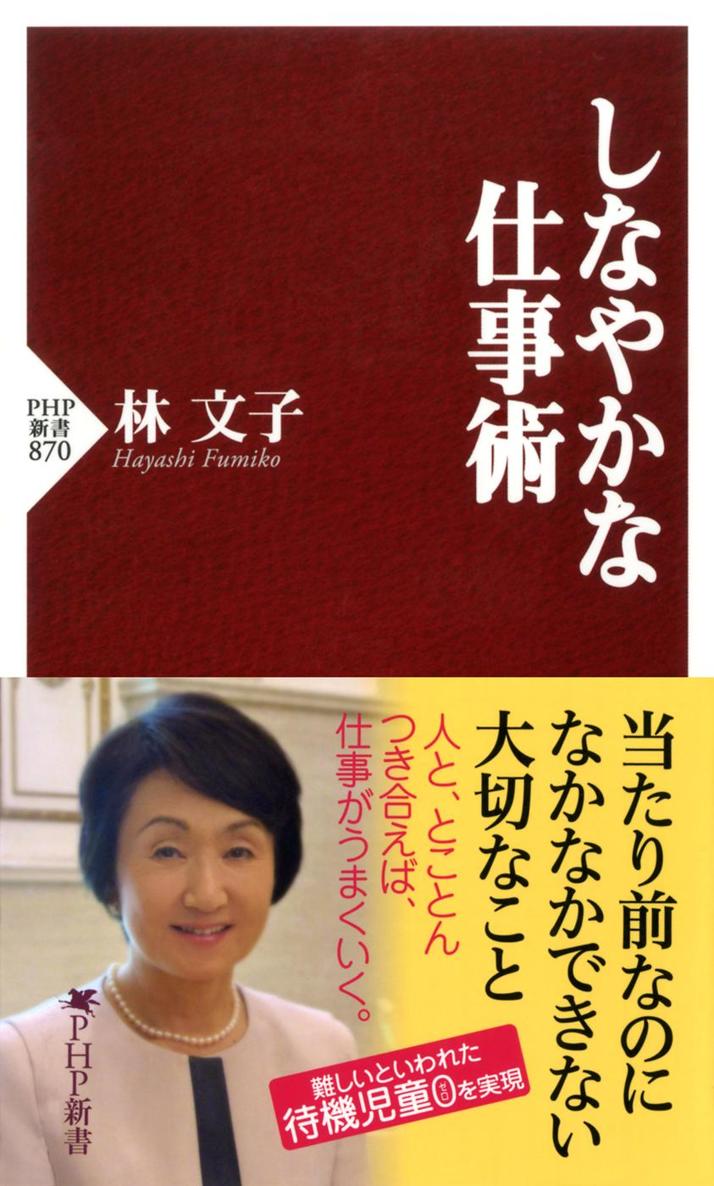 しなやかな
仕事術
林 文子
Hayashi Fumiko
PHP
新書
870
当たり前なのに
なかなかできない
大切なこと
人と、とことん
つき合えば、
仕事がうまくいく。
難しいといわれた
待機児童0ゼロを実現
PHP新書